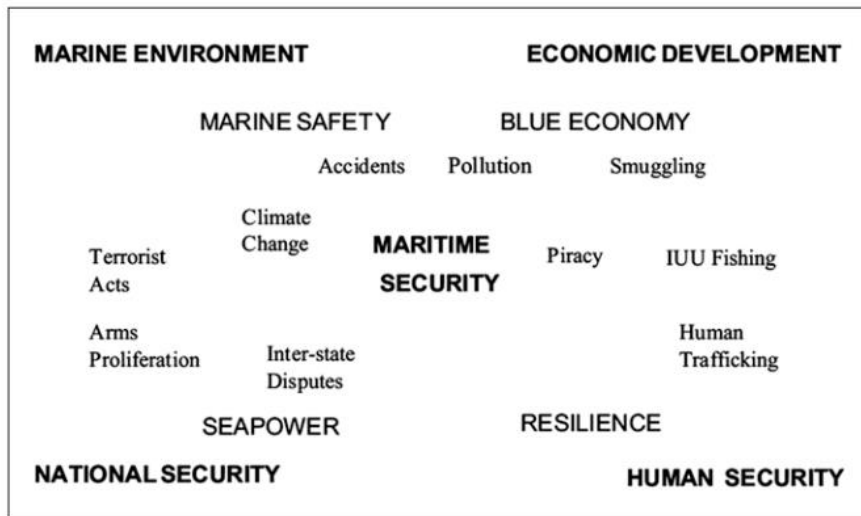 MARINE ENVIRONMENT
ECONOMIC DEVELOPMENT
MARINE SAFETY
BLUE ECONOMY
Accidents
Pollution
Smuggling
Climate
Change
MARITIME
SECURITY
Terrorist
Acts
Piracy
IUU Fishing
Arms
Proliferation
Inter-state
Disputes
Human
Trafficking
SEAPOWER
RESILIENCE
NATIONAL SECURITY
HUMAN SECURITY